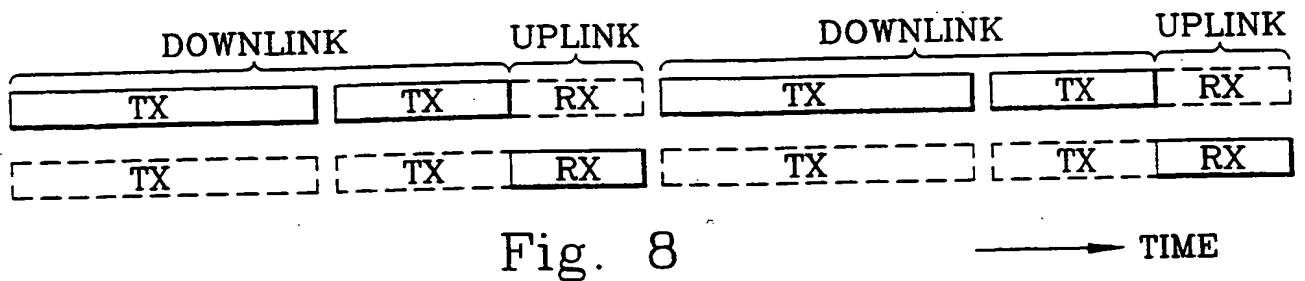 DOWNLINK UPLINK DOWNLINK UPLINK
TX TX RX TX TX RX
TX TX RX TX TX RX
Fig. 8 TIME